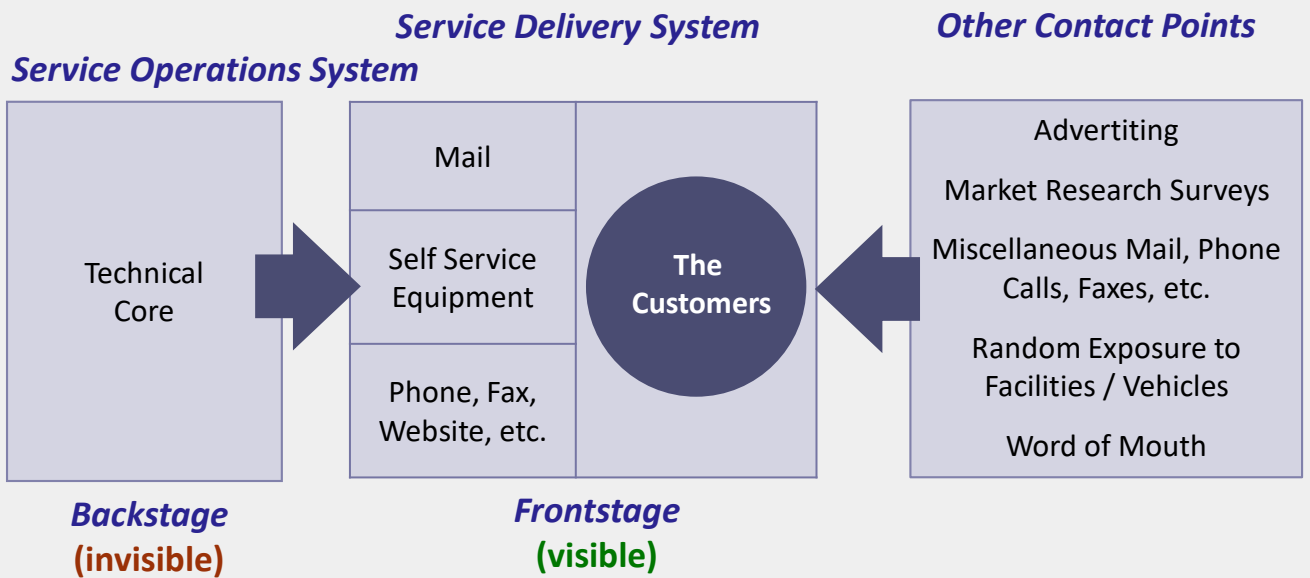 Service Delivery System
Other Contact Points
Service Operations System
Technical
Core
Mail
Self Service
Equipment
Phone, Fax,
Website, etc.
The
Customers
Advertiting
Market Research Surveys
Miscellaneous Mail, Phone
Calls, Faxes, etc.
Random Exposure to
Facilities / Vehicles
Word of Mouth
Backstage
(invisible)
Frontstage
(visible)